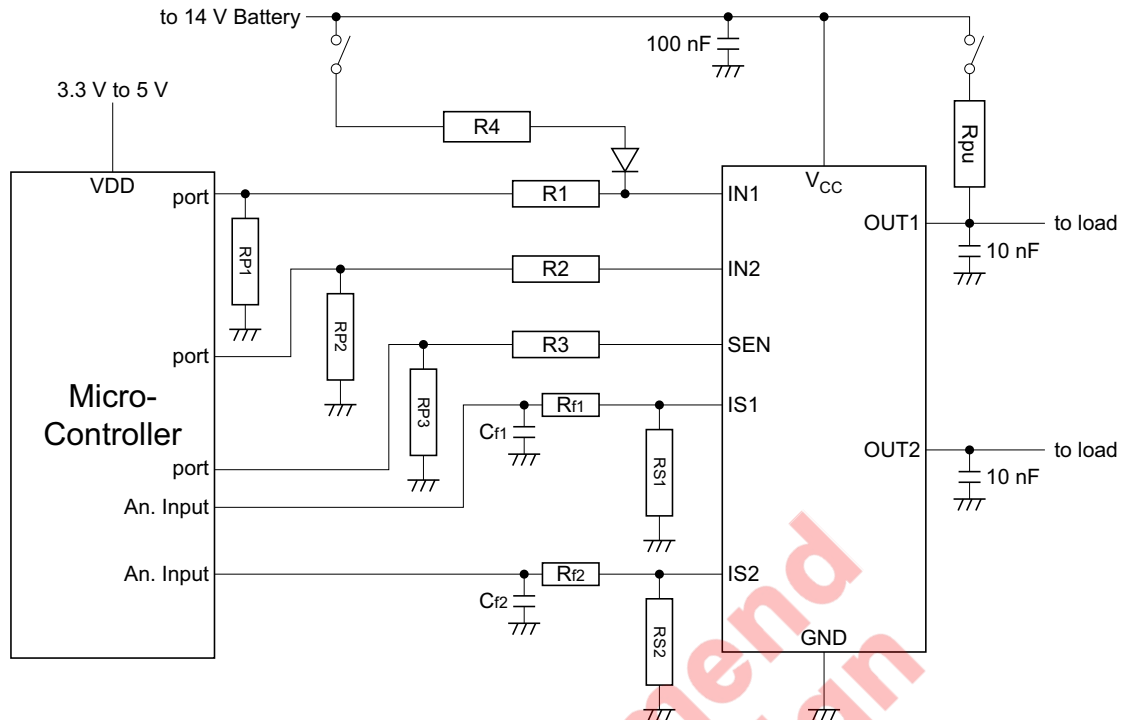 to 14 V Battery
100 nF
3.3 V to 5 V
R4
Rpu
VDD
VCC
port
R1
IN1
OUT1
to load
RP1
10 nF
R2
IN2
RP2
port
R3
SEN
Micro-
Controller
RP3
Rf1
IS1
Cf1
RS1
OUT2
to load
port
10 nF
An. Input
An. Input
Rf2
IS2
Cf2
RS2
GND
mend
an